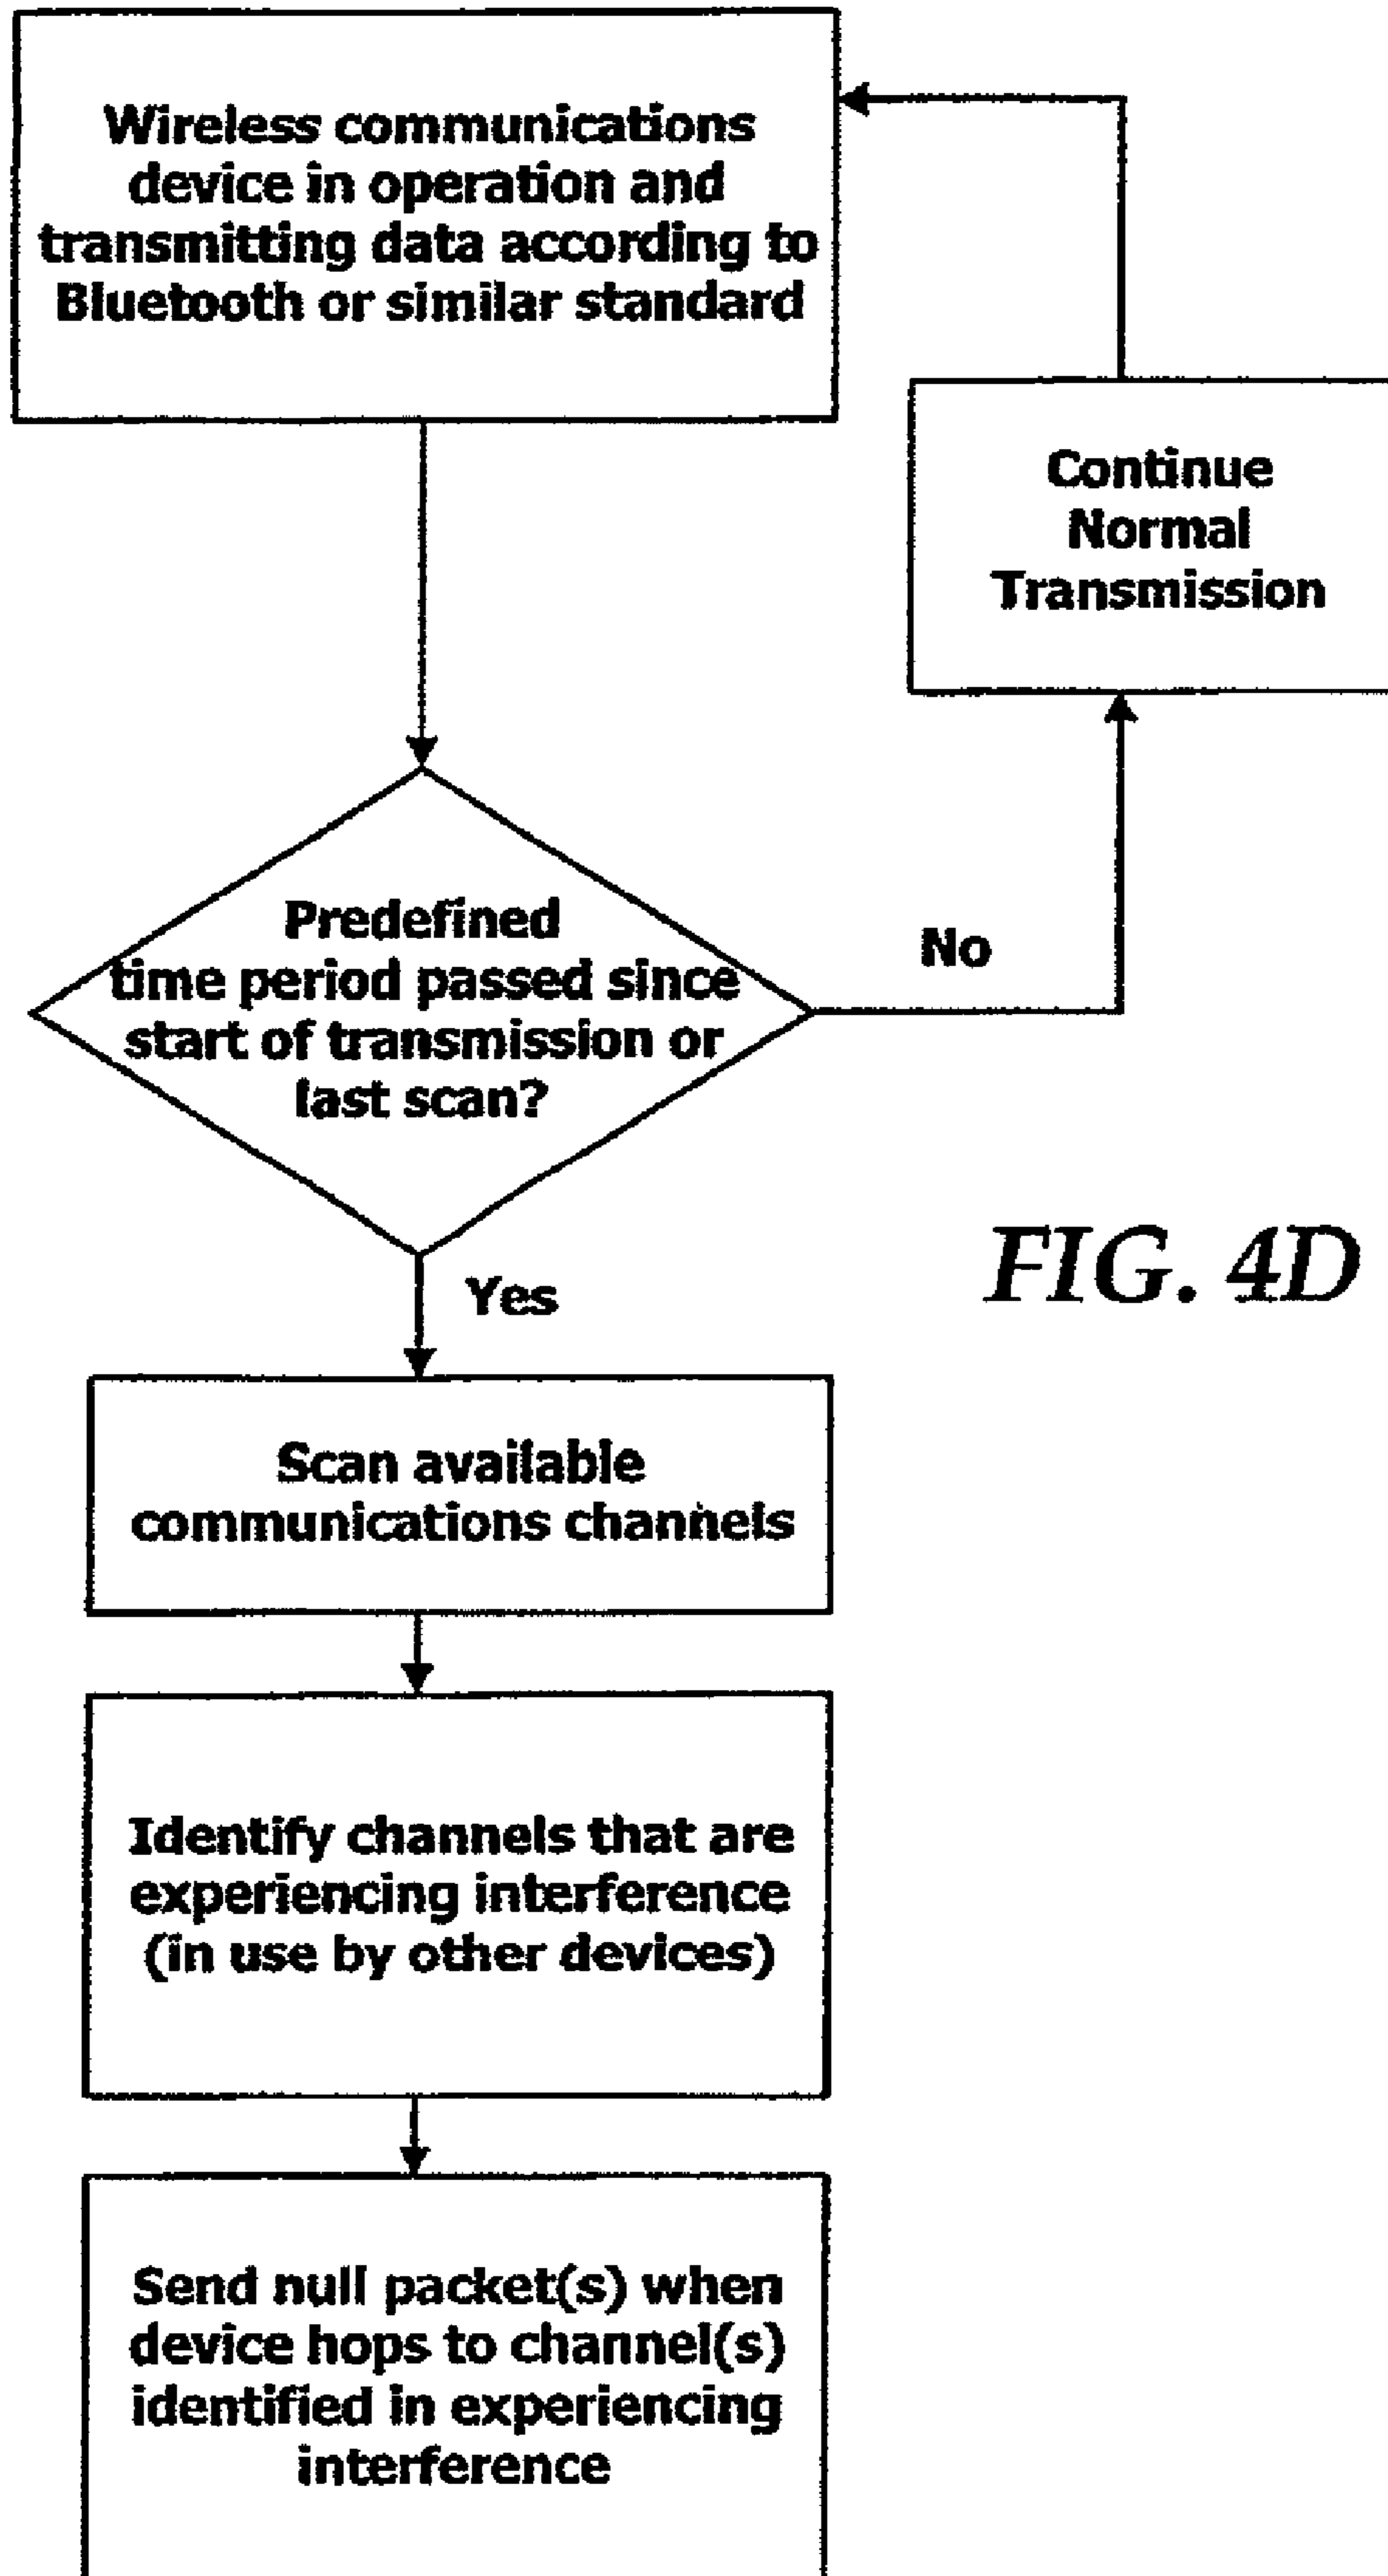 Wireless communications
device in operation and
transmitting data according to
Bluetooth or similar standard
Continue
Normal
Transmission
Predefined
time period passed since
start of transmission or
last scan?
No
Yes
FIG. 4D
Scan available
communications channels
Identify channels that are
experiencing interference
(in use by other devices)
Send null packet(s) when
device hops to channel(s)
identified in experiencing
interference